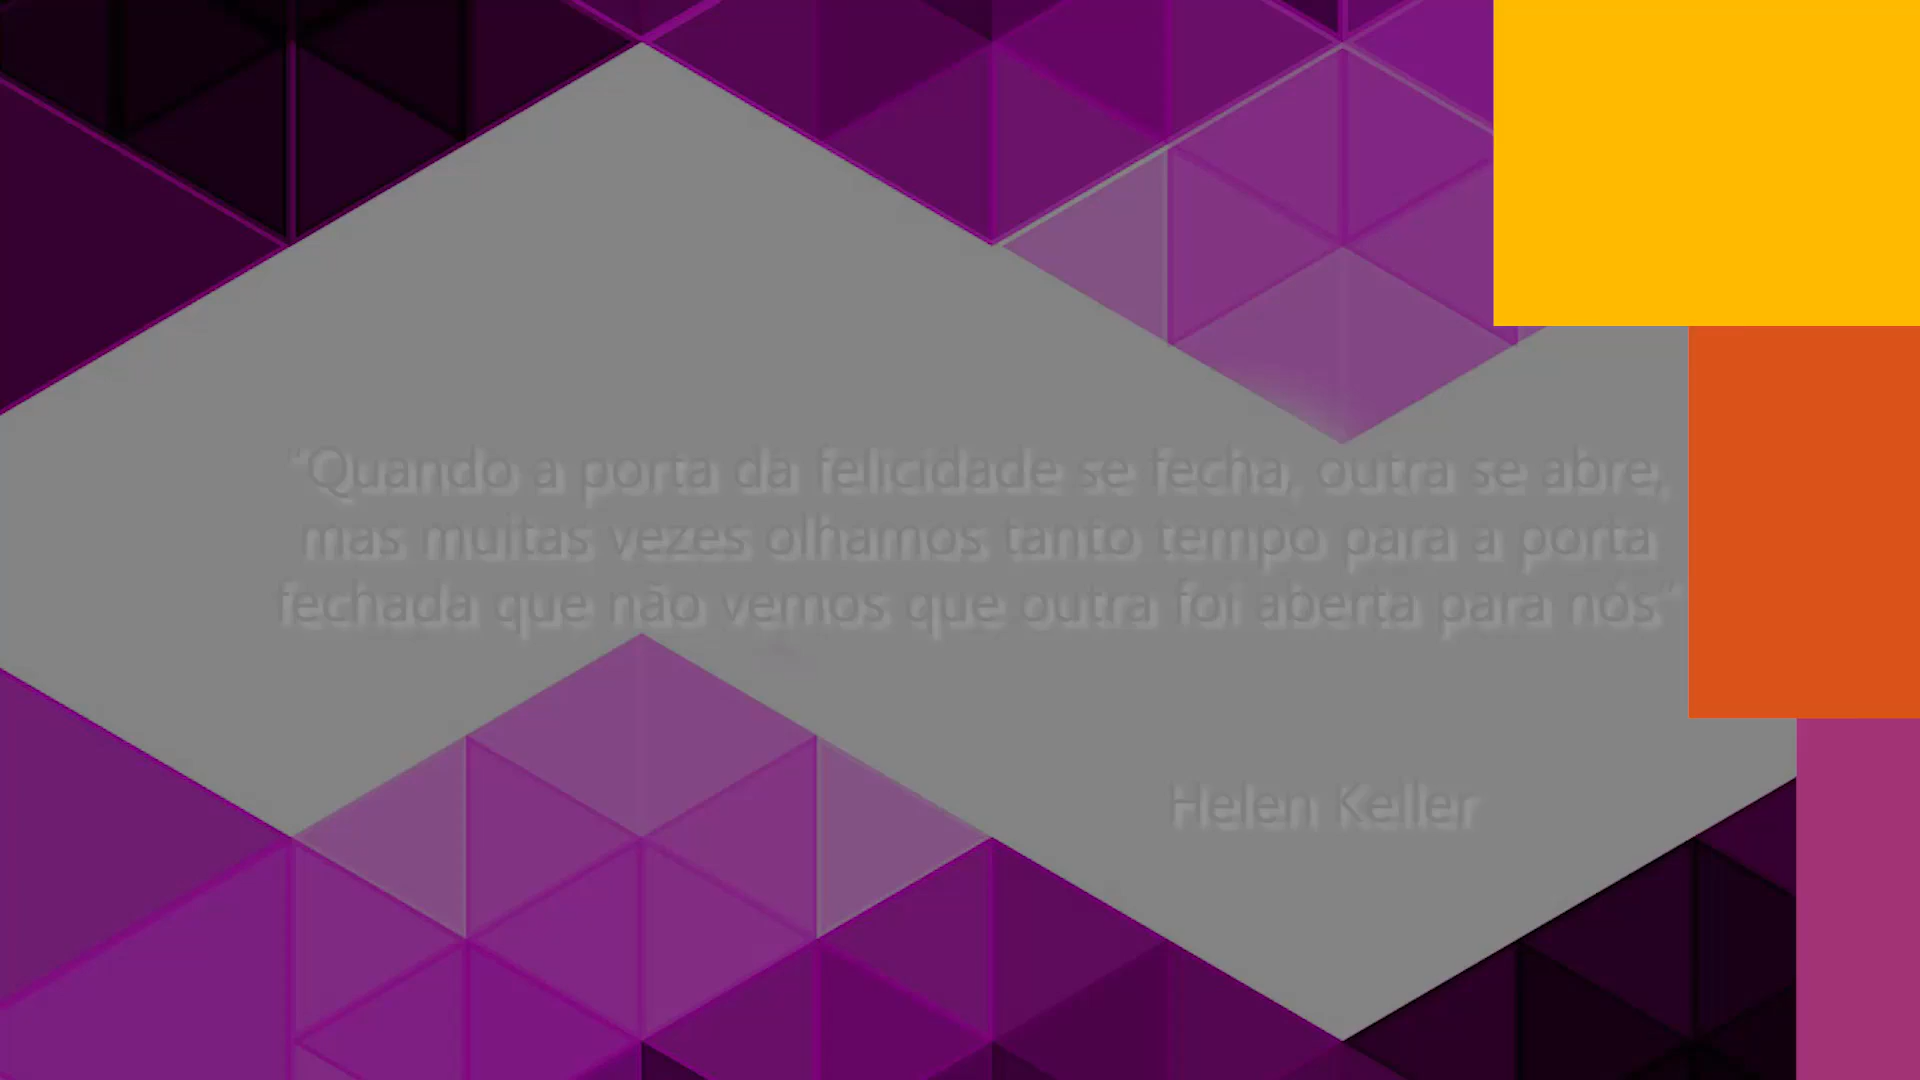 “Quando a porta da felicidade se fecha, outra se abre,
mas muitas vezes olhamos tanto tempo para a porta
fechada que não vemos que outra foi aberta para nós”
Helen Keller